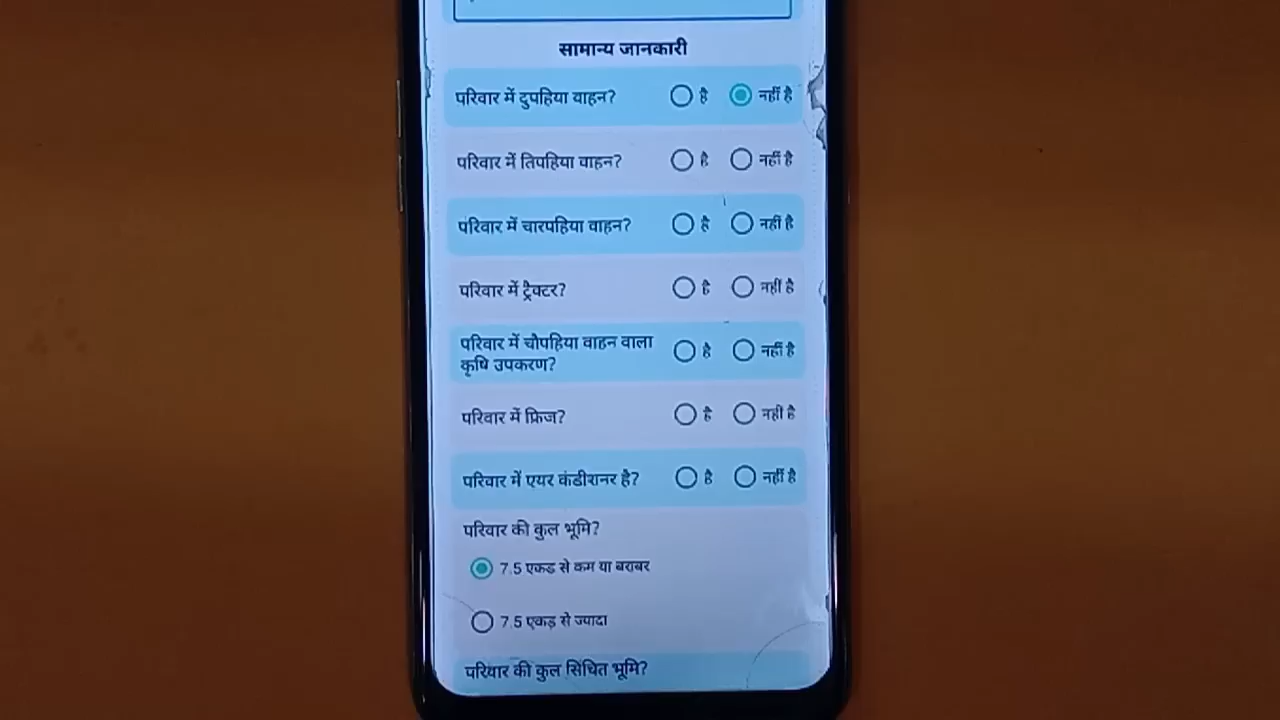 सामान्य जानकारी
परिवार में दुपहिया वाहन? है नहीं है
परिवार में तिपहिया वाहन? है नहीं है
परिवार में चारपहिया वाहन? है नहीं है
परिवार में ट्रैक्टर? है नहीं है
परिवार में चौपहिया वाहन वाला
कृषि उपकरण? है नहीं है
परिवार में फ्रिज? है नहीं है
परिवार में एयर कंडीशनर है? है नहीं है
परिवार की कुल भूमि?
7.5 एकड से कम या बराबर
7.5 एकड़ से ज्यादा
परिवार की कुल सिंचित भूमि?